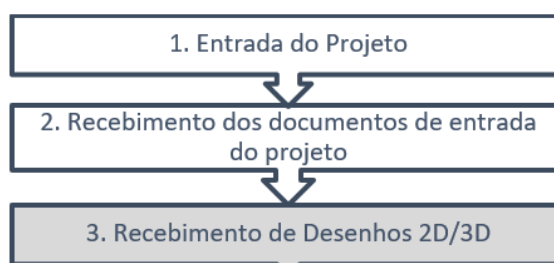 1. Entrada do Projeto
2. Recebimento dos documentos de entrada
do projeto
3. Recebimento de Desenhos 2D/3D